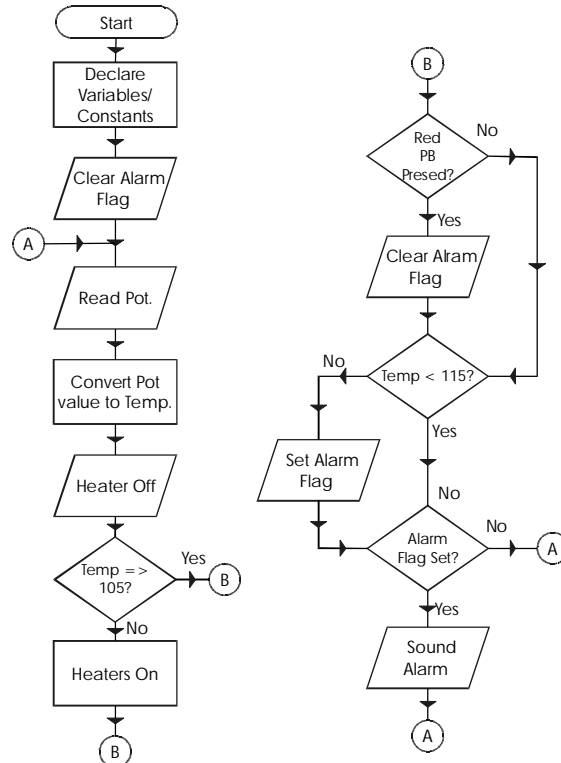 Start
Declare
Variables/
Constants
Clear Alarm
Flag
A
Read Pot.
Convert Pot
value to Temp.
Heater Off
Temp = >
105?
Yes
B
No
Heaters On
B
B
Red
PB
Presed?
No
Yes
Clear Alram
Flag
Temp < 115?
No
Yes
Set Alarm
Flag
No
Alarm
Flag Set?
No
A
Yes
Sound
Alarm
A